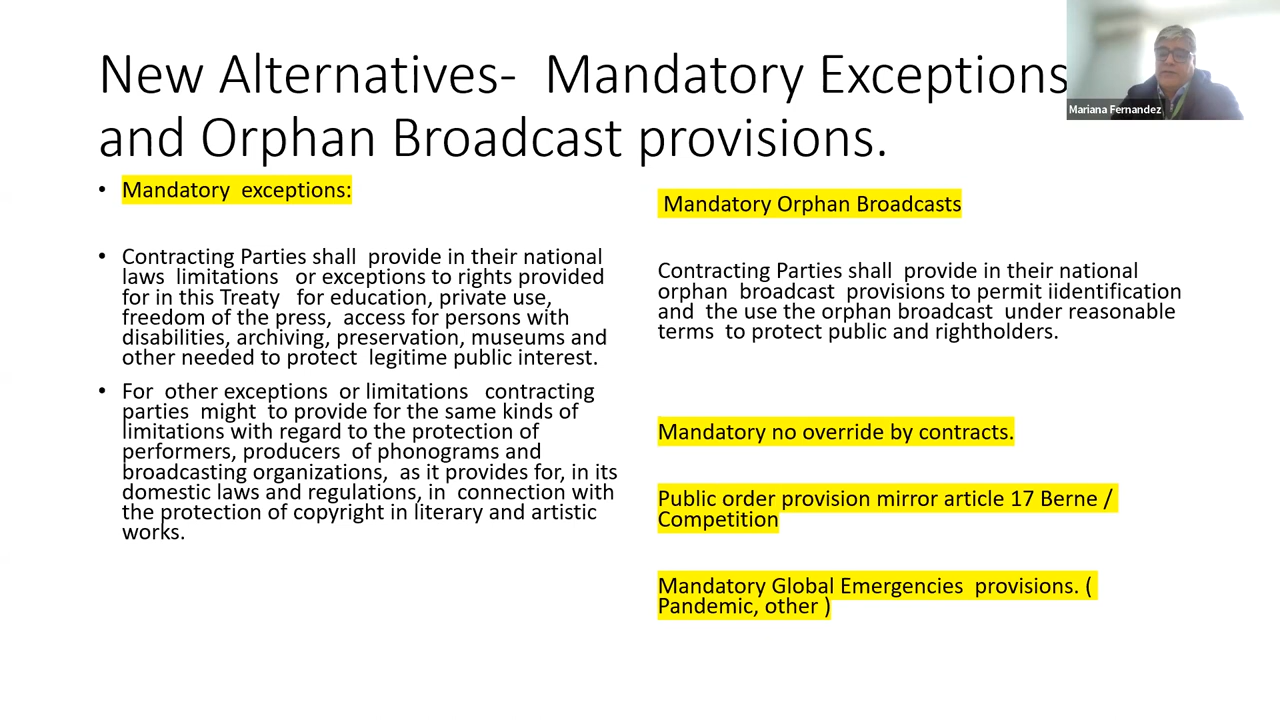 New Alternatives-  Mandatory Exceptions
and Orphan Broadcast provisions.
Mariana Fernandez
• Mandatory  exceptions:
• Contracting Parties shall  provide in their national
laws  limitations   or exceptions to rights provided
for in this Treaty   for education, private use,
freedom of the press,  access for persons with
disabilities, archiving, preservation, museums and
other needed to protect  legitime public interest.
• For  other exceptions  or limitations   contracting
parties  might  to provide for the same kinds of
limitations with regard to the protection of
performers, producers  of phonograms and
broadcasting organizations,  as it provides for, in its
domestic laws and regulations, in  connection with
the protection of copyright in literary and artistic
works.
Mandatory Orphan Broadcasts
Contracting Parties shall  provide in their national
orphan  broadcast  provisions to permit iidentification
and  the use the orphan broadcast  under reasonable
terms  to protect public and rightholders.
Mandatory no override by contracts.
Public order provision mirror article 17 Berne /
Competition
Mandatory Global Emergencies  provisions. (
Pandemic, other )